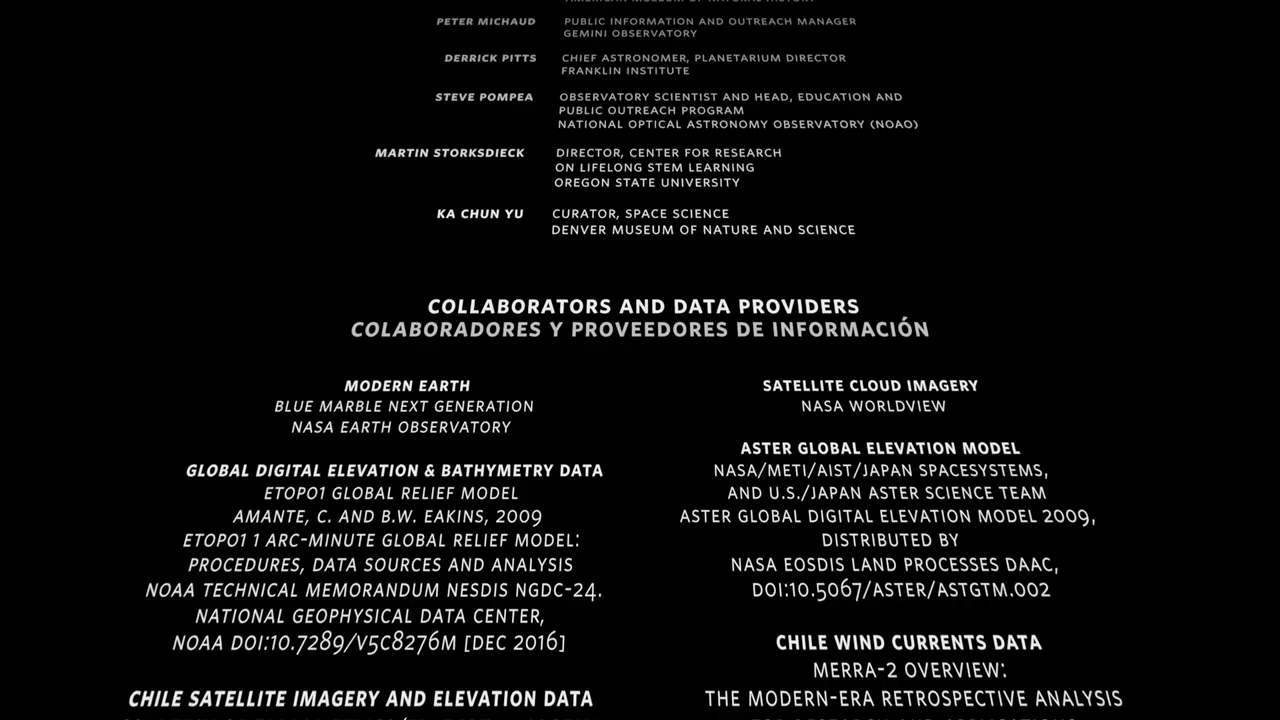 AMERICAN MUSEUM OF NATURAL HISTORY
PETER MICHAUD PUBLIC INFORMATION AND OUTREACH MANAGER
GEMINI OBSERVATORY
DERRICK PITTS CHIEF ASTRONOMER, PLANETARIUM DIRECTOR
FRANKLIN INSTITUTE
STEVE POMPEA OBSERVATORY SCIENTIST AND HEAD, EDUCATION AND
PUBLIC OUTREACH PROGRAM
NATIONAL OPTICAL ASTRONOMY OBSERVATORY (NOAO)
MARTIN STORKSDIECK DIRECTOR, CENTER FOR RESEARCH
ON LIFELONG STEM LEARNING
OREGON STATE UNIVERSITY
KA CHUN YU CURATOR, SPACE SCIENCE
DENVER MUSEUM OF NATURE AND SCIENCE
COLLABORATORS AND DATA PROVIDERS
COLABORADORES Y PROVEEDORES DE INFORMACIÓN
MODERN EARTH
BLUE MARBLE NEXT GENERATION
NASA EARTH OBSERVATORY
GLOBAL DIGITAL ELEVATION & BATHYMETRY DATA
ETOPO1 GLOBAL RELIEF MODEL
AMANTE, C. AND B.W. EAKINS, 2009
ETOPO1 1 ARC-MINUTE GLOBAL RELIEF MODEL:
PROCEDURES, DATA SOURCES AND ANALYSIS
NOAA TECHNICAL MEMORANDUM NESDIS NGDC-24.
NATIONAL GEOPHYSICAL DATA CENTER,
NOAA DOI:10.7289/V5C8276M [DEC 2016]
CHILE SATELLITE IMAGERY AND ELEVATION DATA
SATELLITE CLOUD IMAGERY
NASA WORLDVIEW
ASTER GLOBAL ELEVATION MODEL
NASA/METI/AIST/JAPAN SPACESYSTEMS,
AND U.S./JAPAN ASTER SCIENCE TEAM
ASTER GLOBAL DIGITAL ELEVATION MODEL 2009,
DISTRIBUTED BY
NASA EOSDIS LAND PROCESSES DAAC,
DOI:10.5067/ASTER/ASTGTM.002
CHILE WIND CURRENTS DATA
MERRA-2 OVERVIEW:
THE MODERN-ERA RETROSPECTIVE ANALYSIS